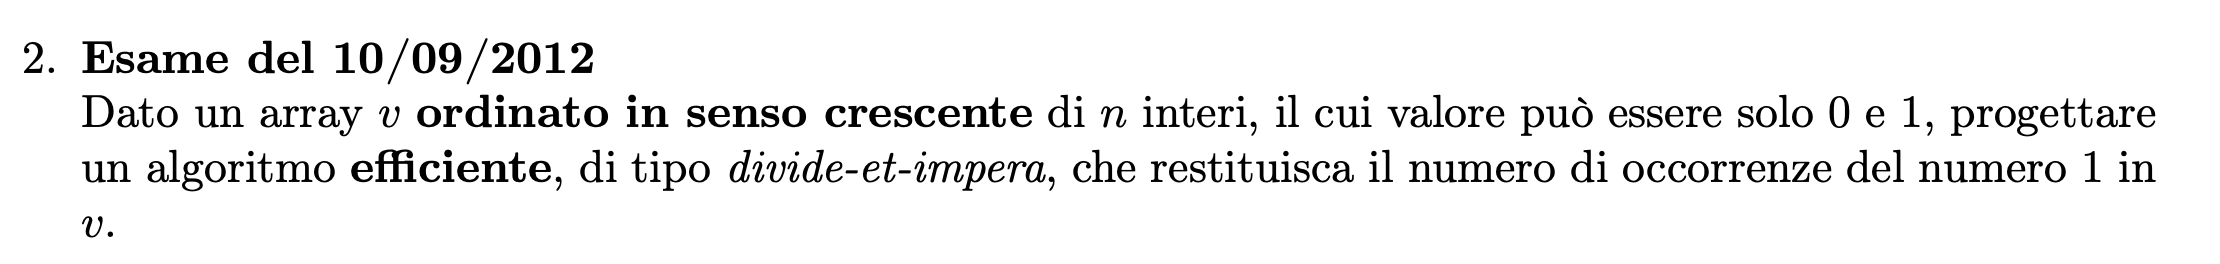 2. Esame del 10/09/2012
Dato un array v ordinato in senso crescente di n interi, il cui valore può essere solo 0 e 1, progettare
un algoritmo efficiente, di tipo divide-et-impera, che restituisca il numero di occorrenze del numero 1 in
v.